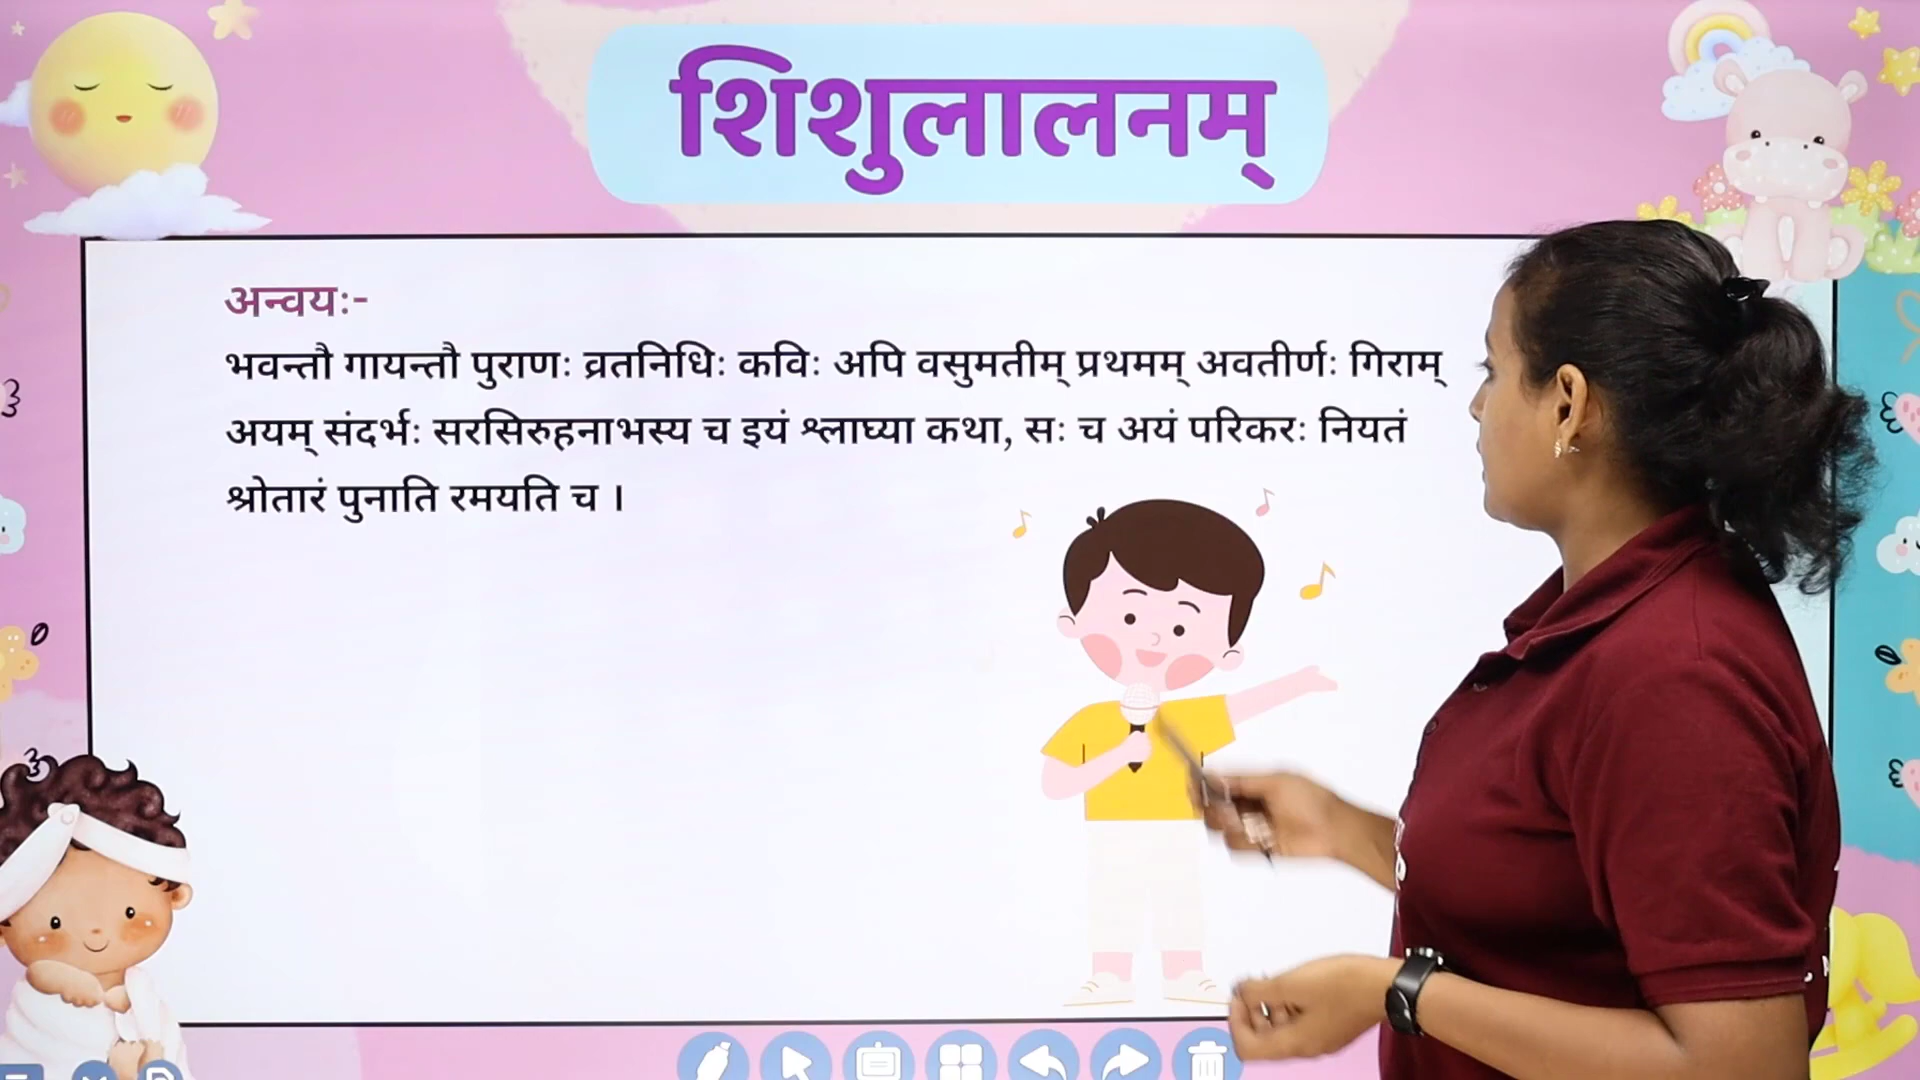 शिशुलालनम्
अन्वयः-
भवन्तौ गायन्तौ पुराणः व्रतनिधिः कविः अपि वसुमतीम् प्रथमम् अवतीर्णः गिराम्
अयम् संदर्भः सरसिरुहनाभस्य च इयं श्लाघ्या कथा, सः च अयं परिकरः नियतं
श्रोतारं पुनाति रमयति च ।